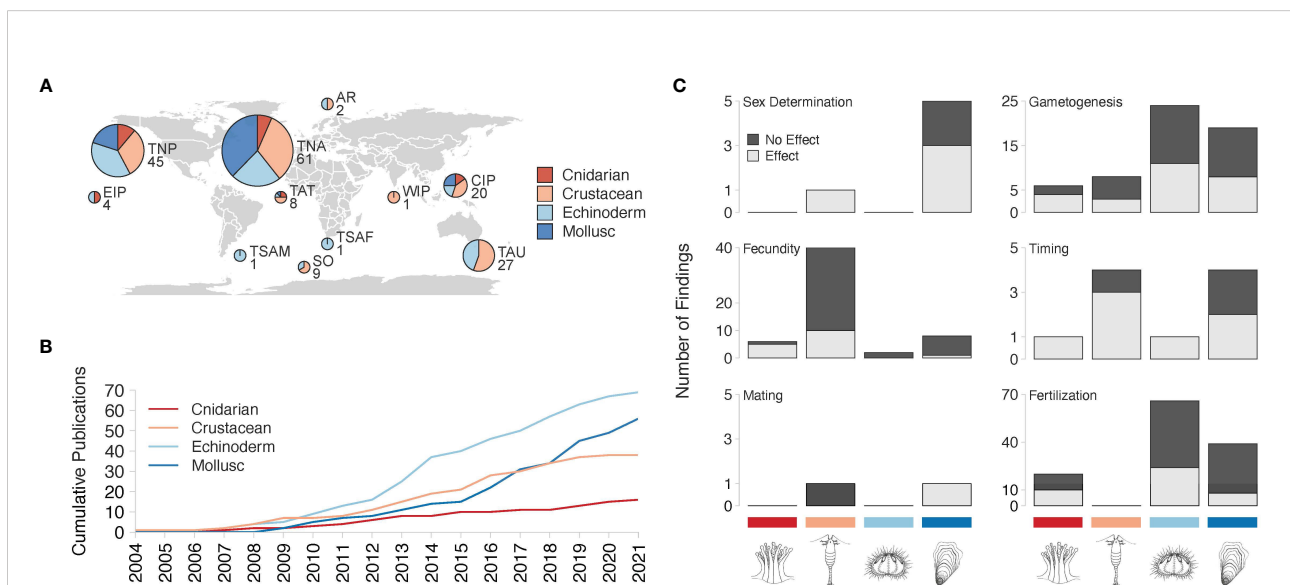 A
AR
2
TNP
45
TNA
61
EIP
4
TAT
8
WIP
1
CIP
20
TSAM
1
TSAF
1
SO
9
TAU
27
Cnidarian
Crustacean
Echinoderm
Mollusc
B
Cumulative Publications
70
60
50
40
30
20
10
0
Cnidarian
Crustacean
Echinoderm
Mollusc
2004 2005 2006 2007 2008 2009 2010 2011 2012 2013 2014 2015 2016 2017 2018 2019 2020 2021
C
Number of Findings
Sex Determination
5
3
1
0
No Effect
Effect
Gametogenesis
25
15
5
0
Fecundity
40
20
10
0
Timing
5
3
1
0
Mating
5
3
1
0
Fertilization
70
40
10
0